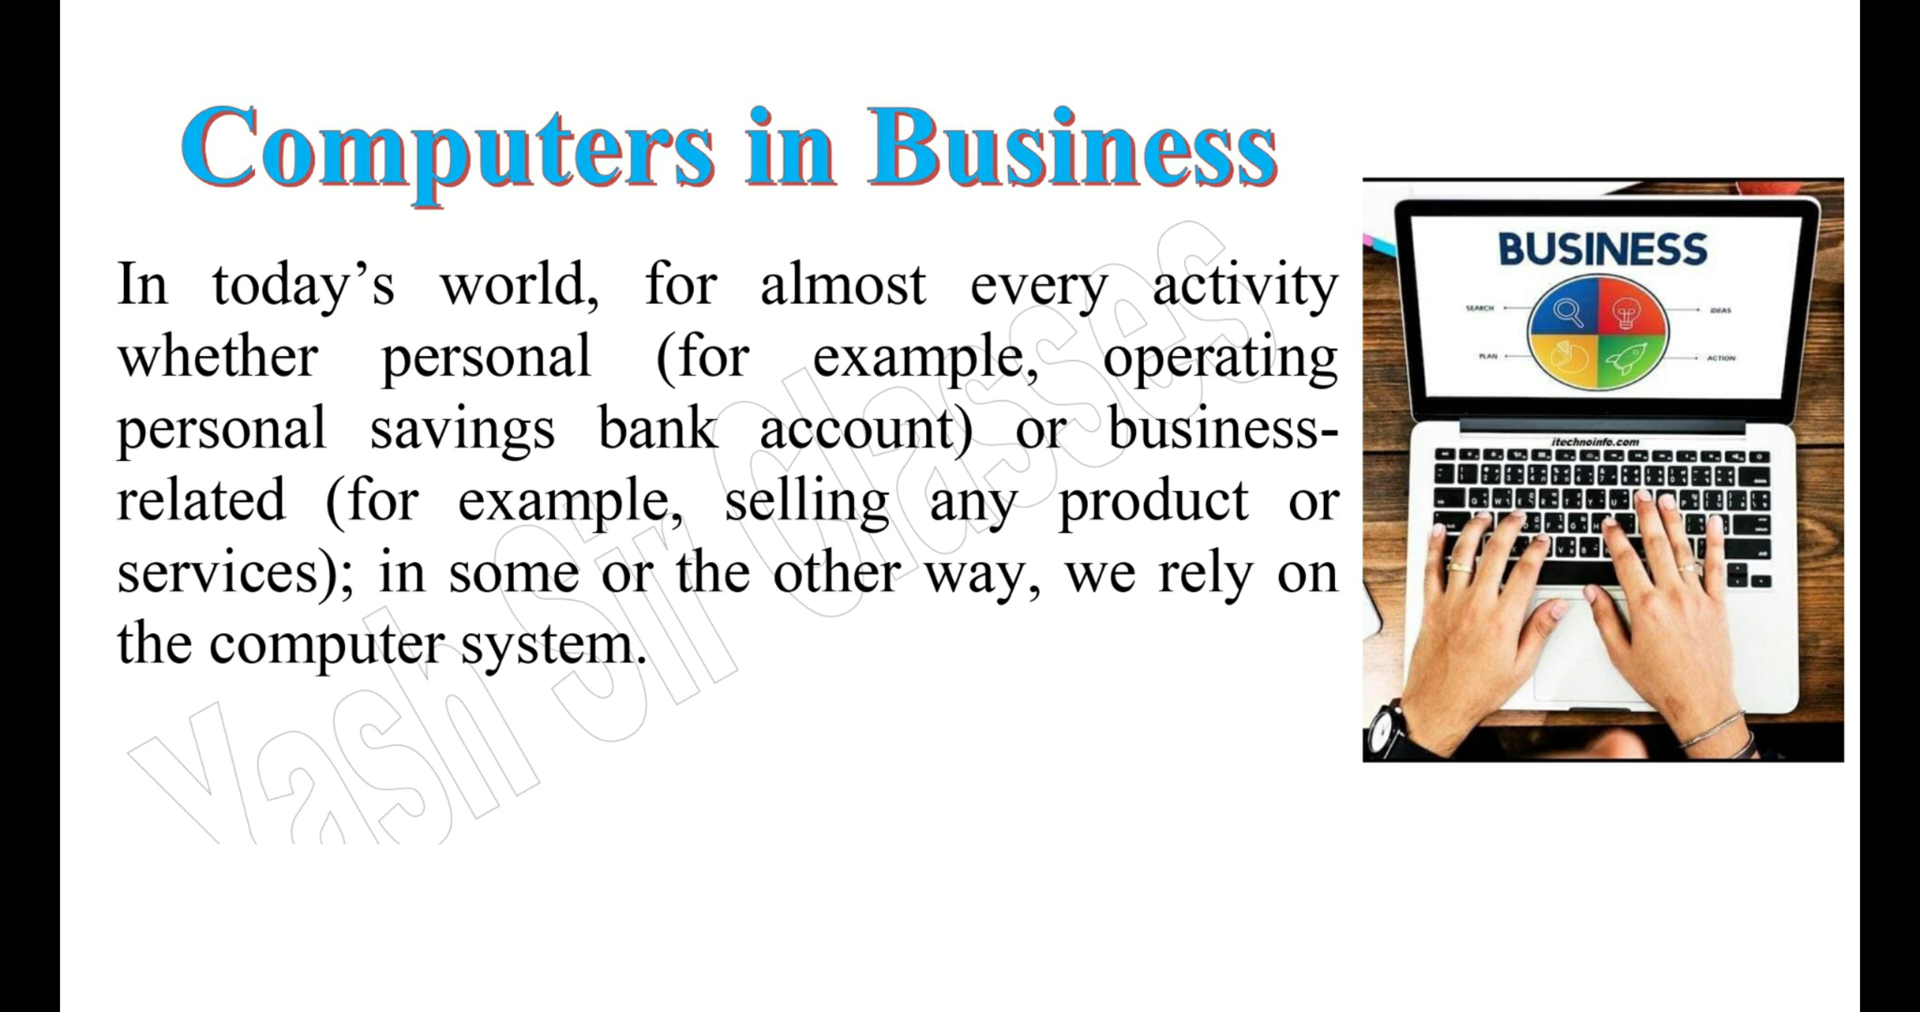 Computers in Business
In today’s world, for almost every activity
whether personal (for example, operating
personal savings bank account) or business-
related (for example, selling any product or
services); in some or the other way, we rely on
the computer system.
Yash Sir Classes
BUSINESS
SEARCH
IDEAS
PLAN
ACTION
itechnoinfo.com